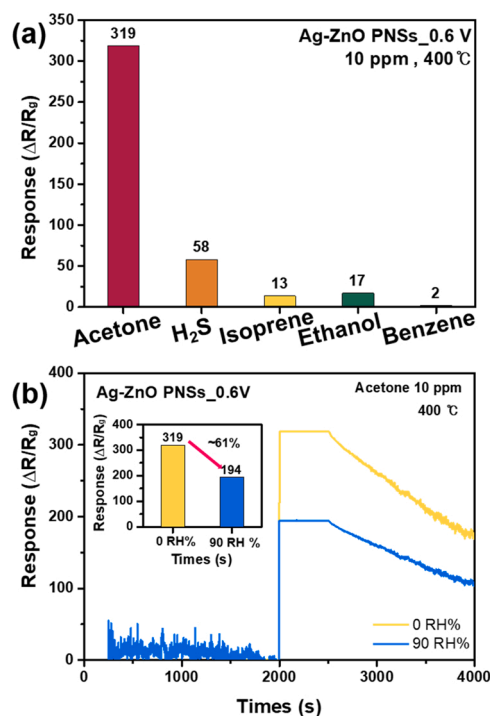 (a)
Ag-ZnO PNSs_0.6 V
10 ppm , 400 ℃
Response (ΔR/Rg)
350
300
250
200
150
100
50
0
319
58
13
17
2
Acetone
H₂S
Isoprene
Ethanol
Benzene
(b)
Ag-ZnO PNSs_0.6V
Acetone 10 ppm
400 ℃
Response (ΔR/Rg)
400
300
200
100
0
Response (ΔR/Rg)
400
300
200
100
0
319
~61%
194
0 RH%
90 RH %
Times (s)
0 RH%
90 RH%
0
1000
2000
3000
4000
Times (s)